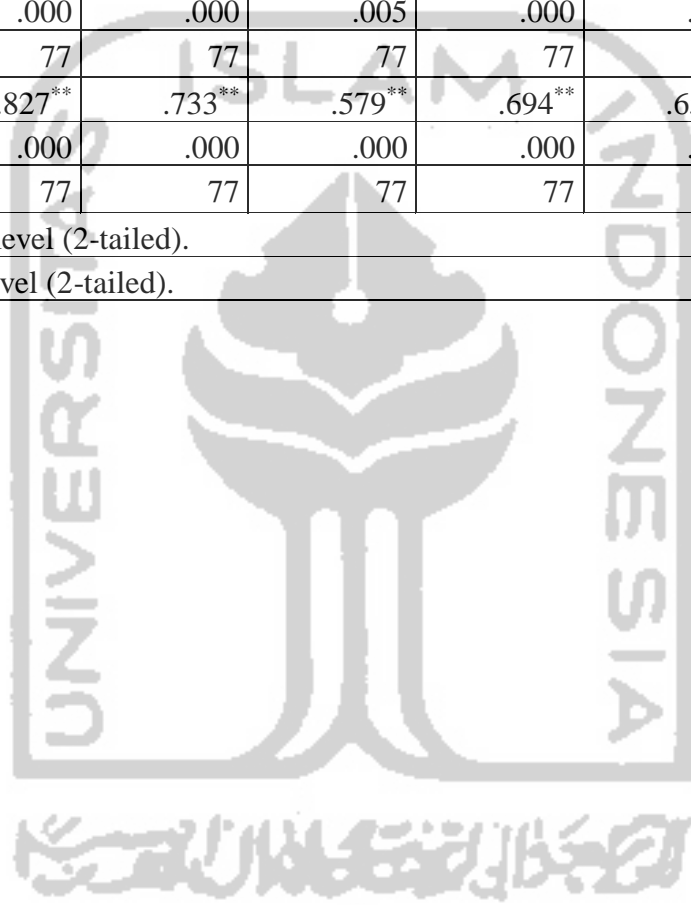 .000 .000 .005 .000 .
77 77 77 77
.827** .733** .579** .694** .6
.000 .000 .000 .000 .
77 77 77 77
level (2-tailed).
vel (2-tailed).
ISLAM
UNIVERSITAS
INDONESIA